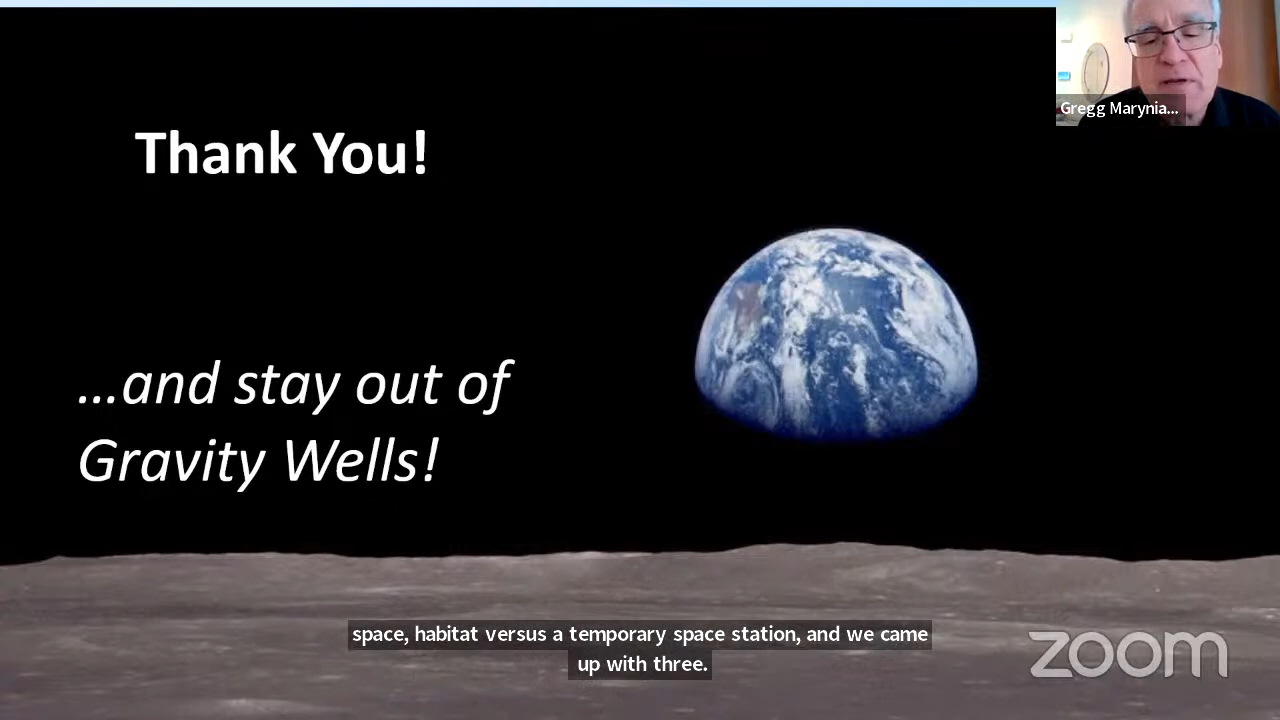 Thank You!
Gregg Marynia...
...and stay out of
Gravity Wells!
space, habitat versus a temporary space station, and we came
up with three.
zoom